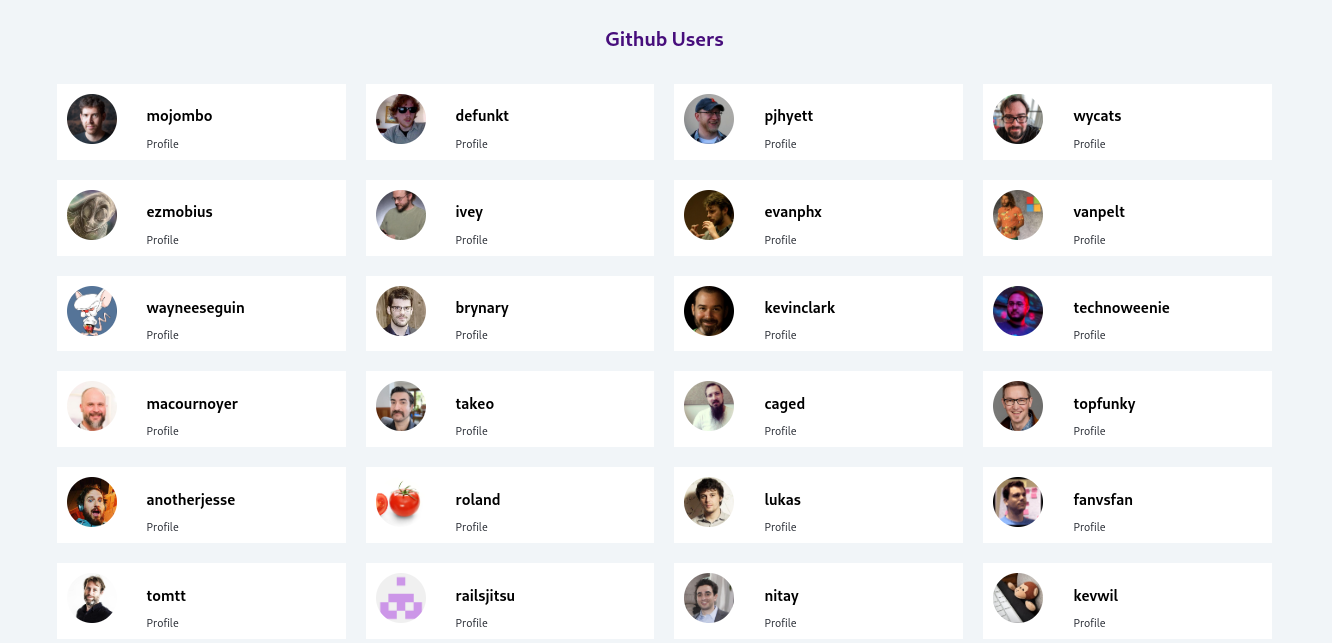 Github Users
mojombo
Profile
defunkt
Profile
pjhyett
Profile
wycats
Profile
ezmobius
Profile
ivey
Profile
evanphx
Profile
vanpelt
Profile
wayneeseguin
Profile
brynary
Profile
kevinclark
Profile
technoweenie
Profile
macournoyer
Profile
takeo
Profile
caged
Profile
topfunky
Profile
anotherjesse
Profile
roland
Profile
lukas
Profile
fanvsfan
Profile
tomtt
Profile
railsjitsu
Profile
nitay
Profile
kevwil
Profile